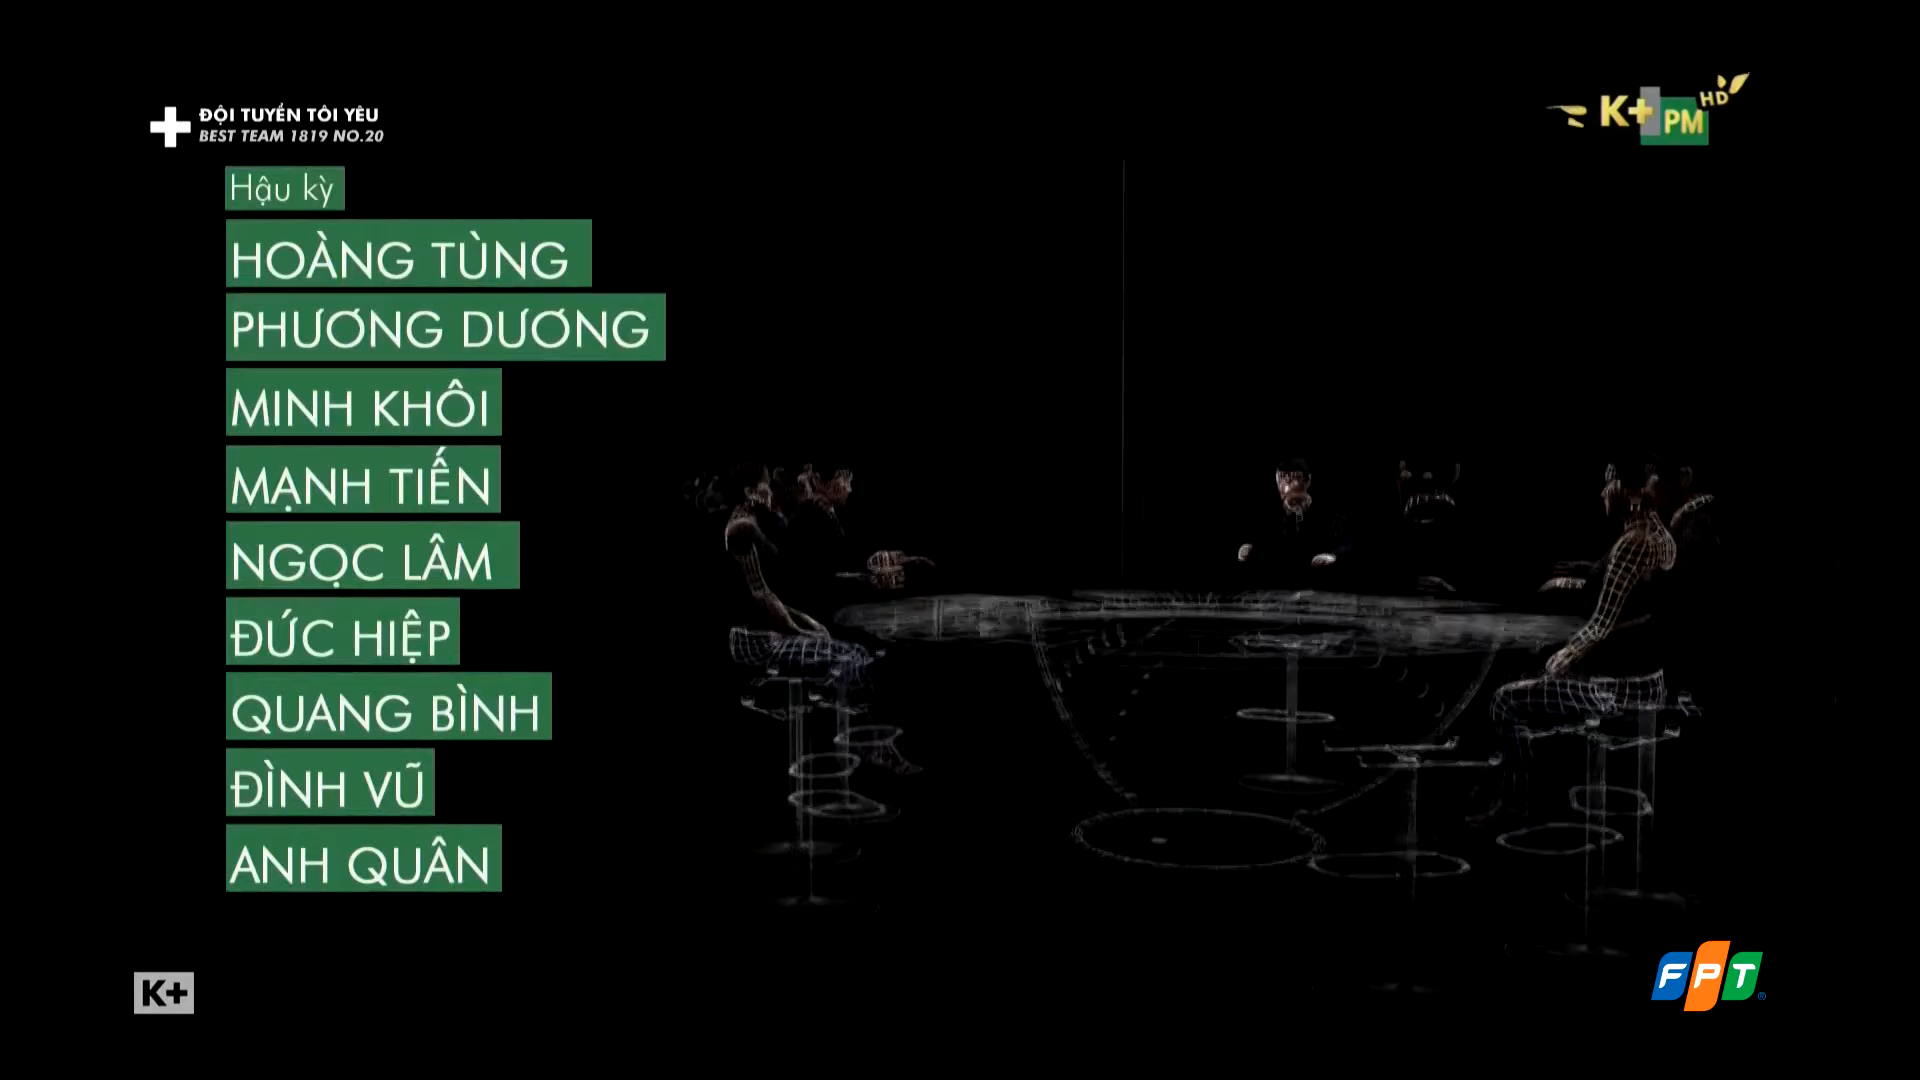 ĐỘI TUYỂN TÔI YÊU
BEST TEAM 1819 NO.20
K+ PM HD
Hậu kỳ
HOÀNG TÙNG
PHƯƠNG DƯƠNG
MINH KHÔI
MẠNH TIẾN
NGỌC LÂM
ĐỨC HIỆP
QUANG BÌNH
ĐÌNH VŨ
ANH QUÂN
K+
FPT®